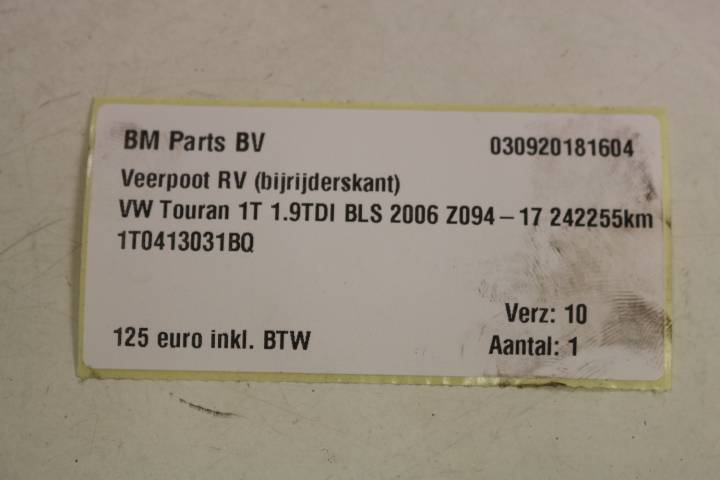 BM Parts BV 030920181604
Veerpoot RV (bijrijderskant)
VW Touran 1T 1.9TDI BLS 2006 Z094-17 242255km
1T0413031BQ
Verz: 10
125 euro inkl. BTW Aantal: 1